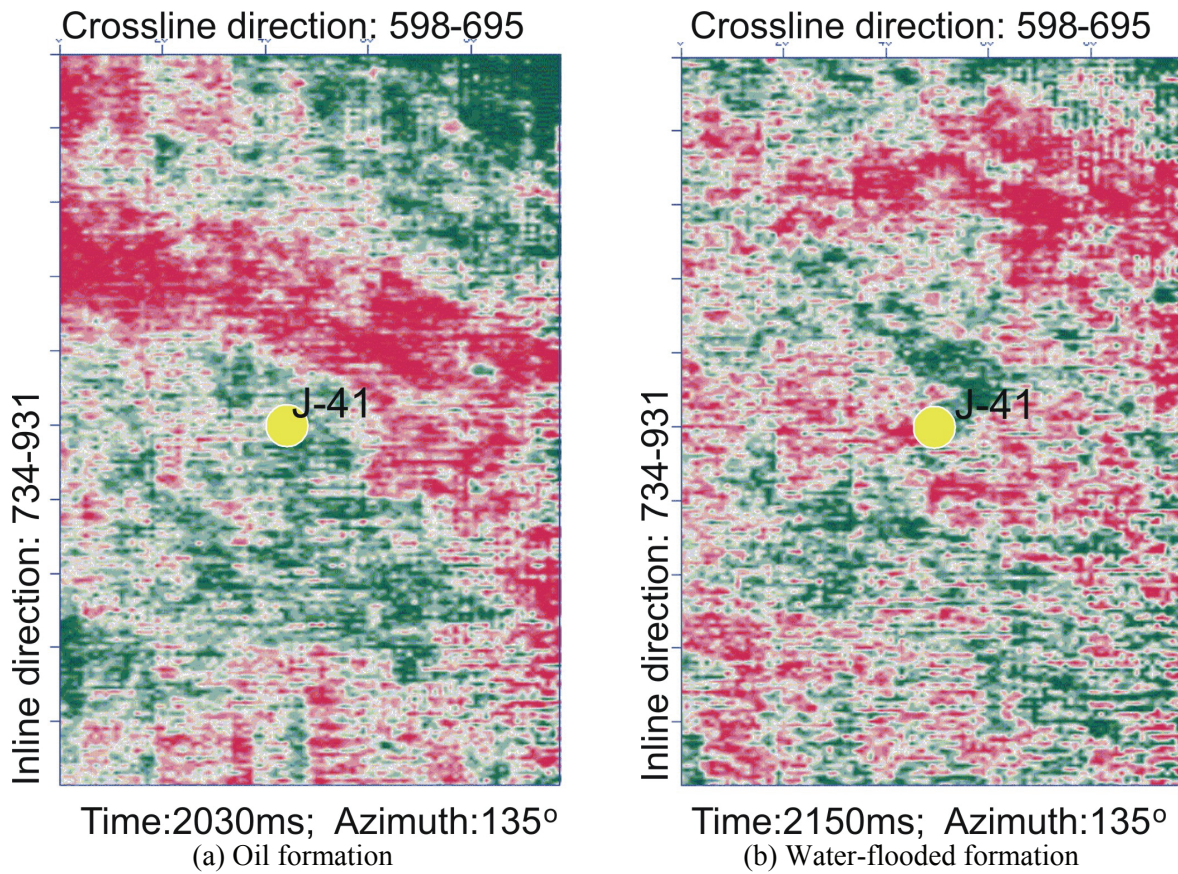 Crossline direction: 598-695
Inline direction: 734-931
J-41
Time:2030ms; Azimuth:135°
(a) Oil formation
Crossline direction: 598-695
Inline direction: 734-931
J-41
Time:2150ms; Azimuth:135°
(b) Water-flooded formation